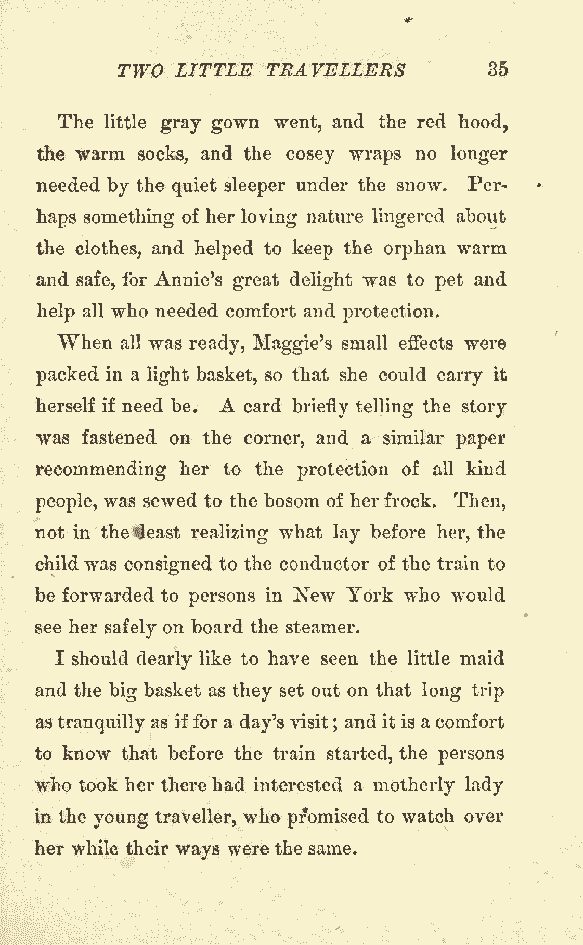 TWO LITTLE TRAVELLERS 35
The little gray gown went, and the red hood,
the warm socks, and the cosey wraps no longer
needed by the quiet sleeper under the snow. Per-
haps something of her loving nature lingered about
the clothes, and helped to keep the orphan warm
and safe, for Annie's great delight was to pet and
help all who needed comfort and protection.
When all was ready, Maggie's small effects were
packed in a light basket, so that she could carry it
herself if need be. A card briefly telling the story
was fastened on the corner, and a similar paper
recommending her to the protection of all kind
people, was sewed to the bosom of her frock. Then,
not in the least realizing what lay before her, the
child was consigned to the conductor of the train to
be forwarded to persons in New York who would
see her safely on board the steamer.
I should dearly like to have seen the little maid
and the big basket as they set out on that long trip
as tranquilly as if for a day's visit; and it is a comfort
to know that before the train started, the persons
who took her there had interested a motherly lady
in the young traveller, who promised to watch over
her while their ways were the same.